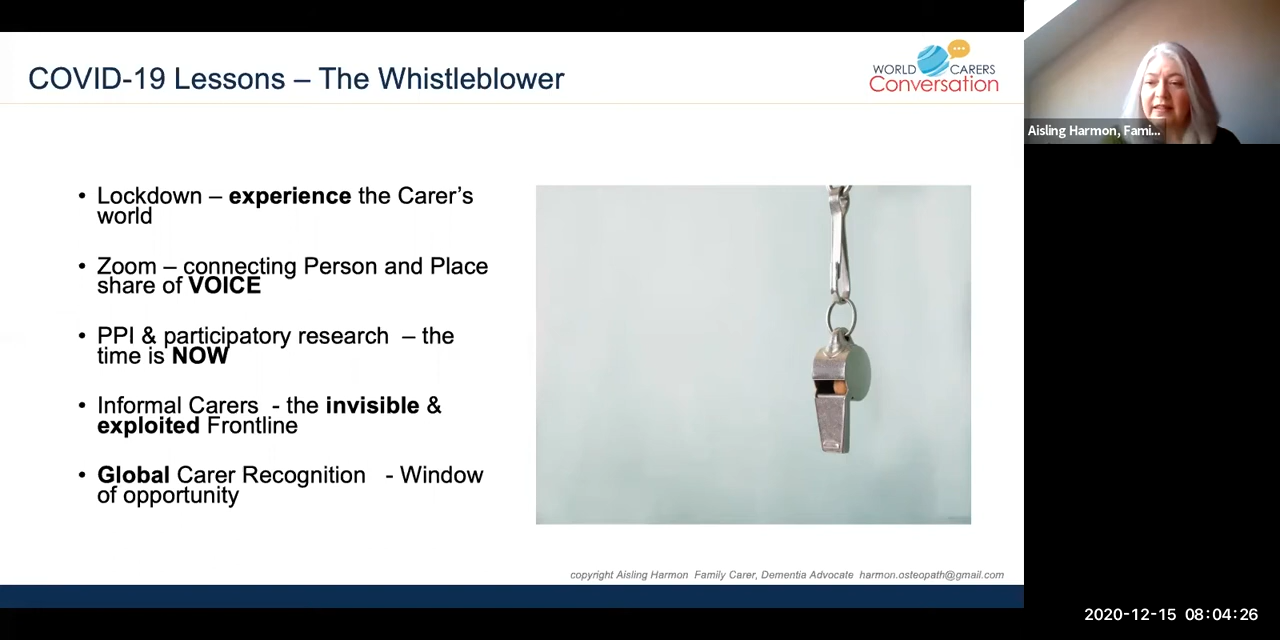 COVID-19 Lessons – The Whistleblower
WORLD CARERS
Conversation
Aisling Harmon, Fami...
• Lockdown – experience the Carer’s
world
• Zoom – connecting Person and Place
share of VOICE
• PPI & participatory research – the
time is NOW
• Informal Carers - the invisible &
exploited Frontline
• Global Carer Recognition - Window
of opportunity
copyright Aisling Harmon Family Carer, Dementia Advocate harmon.osteopath@gmail.com
2020-12-15 08:04:26